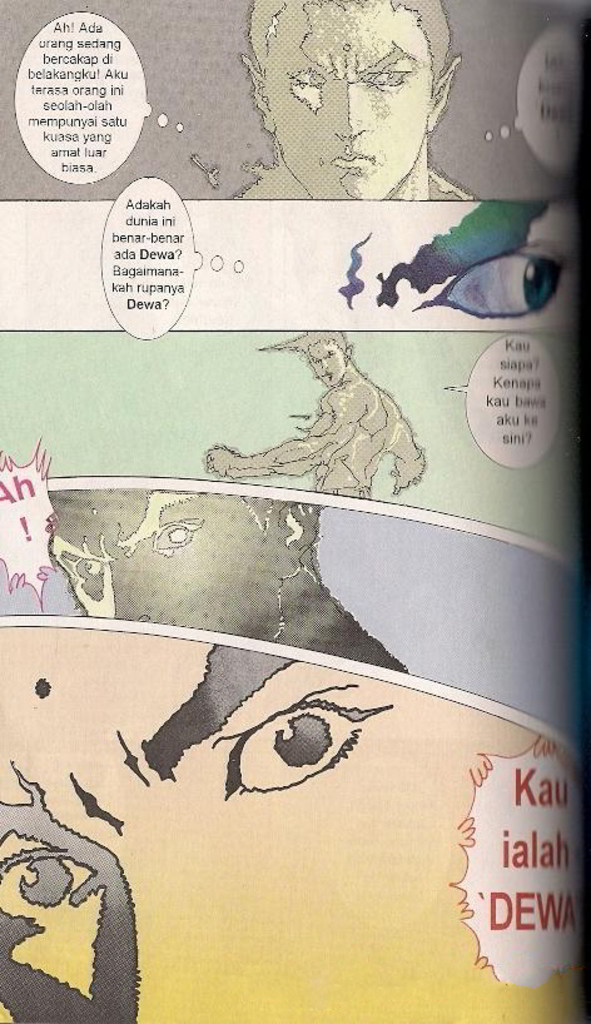 Ah! Ada
orang sedang
bercakap di
belakangku! Aku
terasa orang ini
seolah-olah
mempunyai satu
kuasa yang
amat luar
biasa.
Adakah
dunia ini
benar-benar
ada Dewa?
Bagaimana-
kah rupanya
Dewa?
Kau
siapa?
Kenapa
kau bawa
aku ke
sini?
Ah
!
Kau
ialah
`DEWA